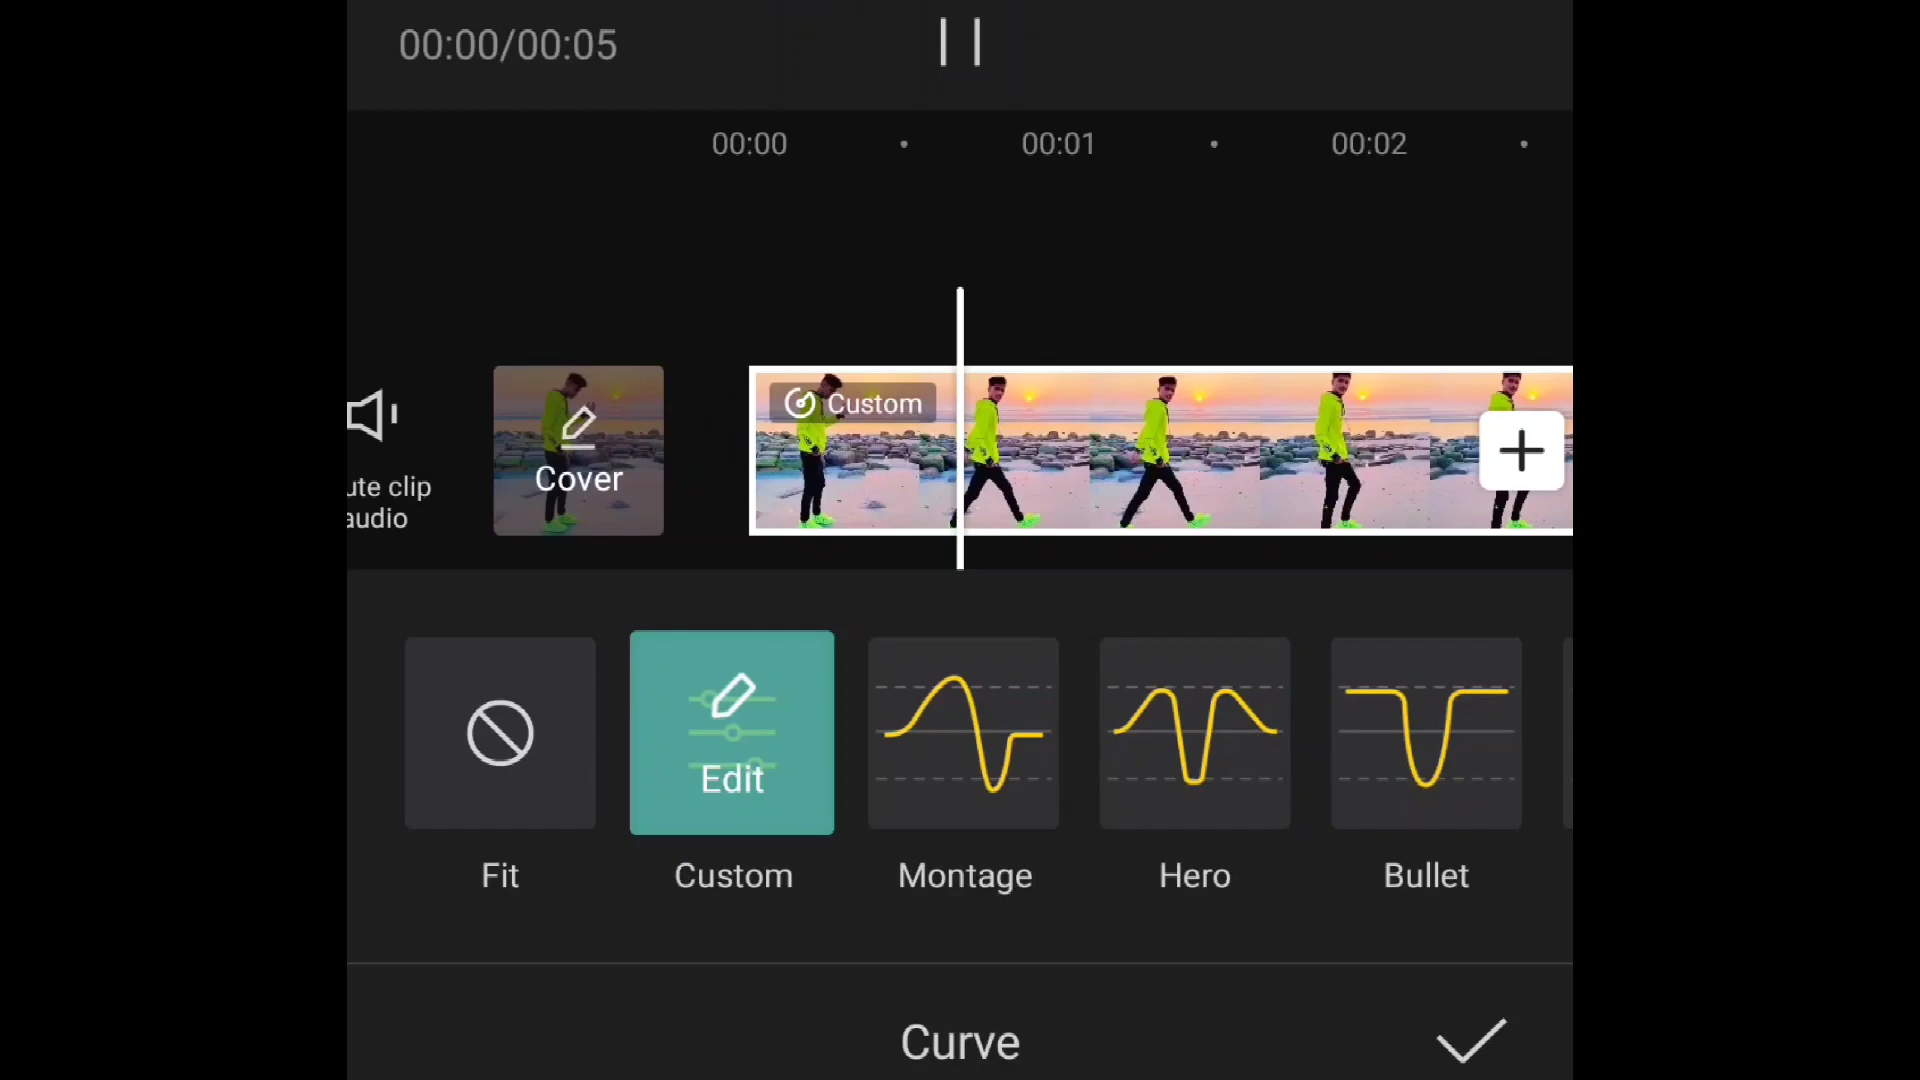 00:00/00:05
00:00
00:01
00:02
Custom
ute clip
audio
Cover
Edit
Fit
Custom
Montage
Hero
Bullet
Curve